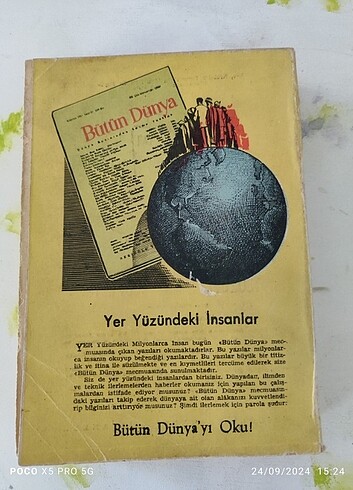 Bütün Dünya
Yer Yüzündeki İnsanlar
YER Yüzündeki Milyonlarca İnsan bugün «Bütün Dünya» mec-
muasında çıkan yazıları okumaktadırlar. Bu yazılar milyonlar-
ca insanın okuyup beğendiği yazılardır. Bu yazılar büyük bir titiz-
lik ve itina ile süzülmekte ve en kıymetlileri tercüme edilerek size
«Bütün Dünya» mecmuasında sunulmaktadır.
Siz de yer yüzündeki insanlardan birisiniz. Dünyadan, ilimden
ve teknik ilerlemelerden haberler okumanız için yapılan bu çalış-
malardan istifade ediyor musunuz? «Bütün Dünya» mecmuasın-
daki yazıları takip ederek dünyaya ait olan alâkanızı kuvvetlendi-
rip bilginizi arttırıyor musunuz? Şimdi ilerlemek için parola şudur:
Bütün Dünya'yı Oku!
POCO X5 PRO 5G
24/09/2024 15:24